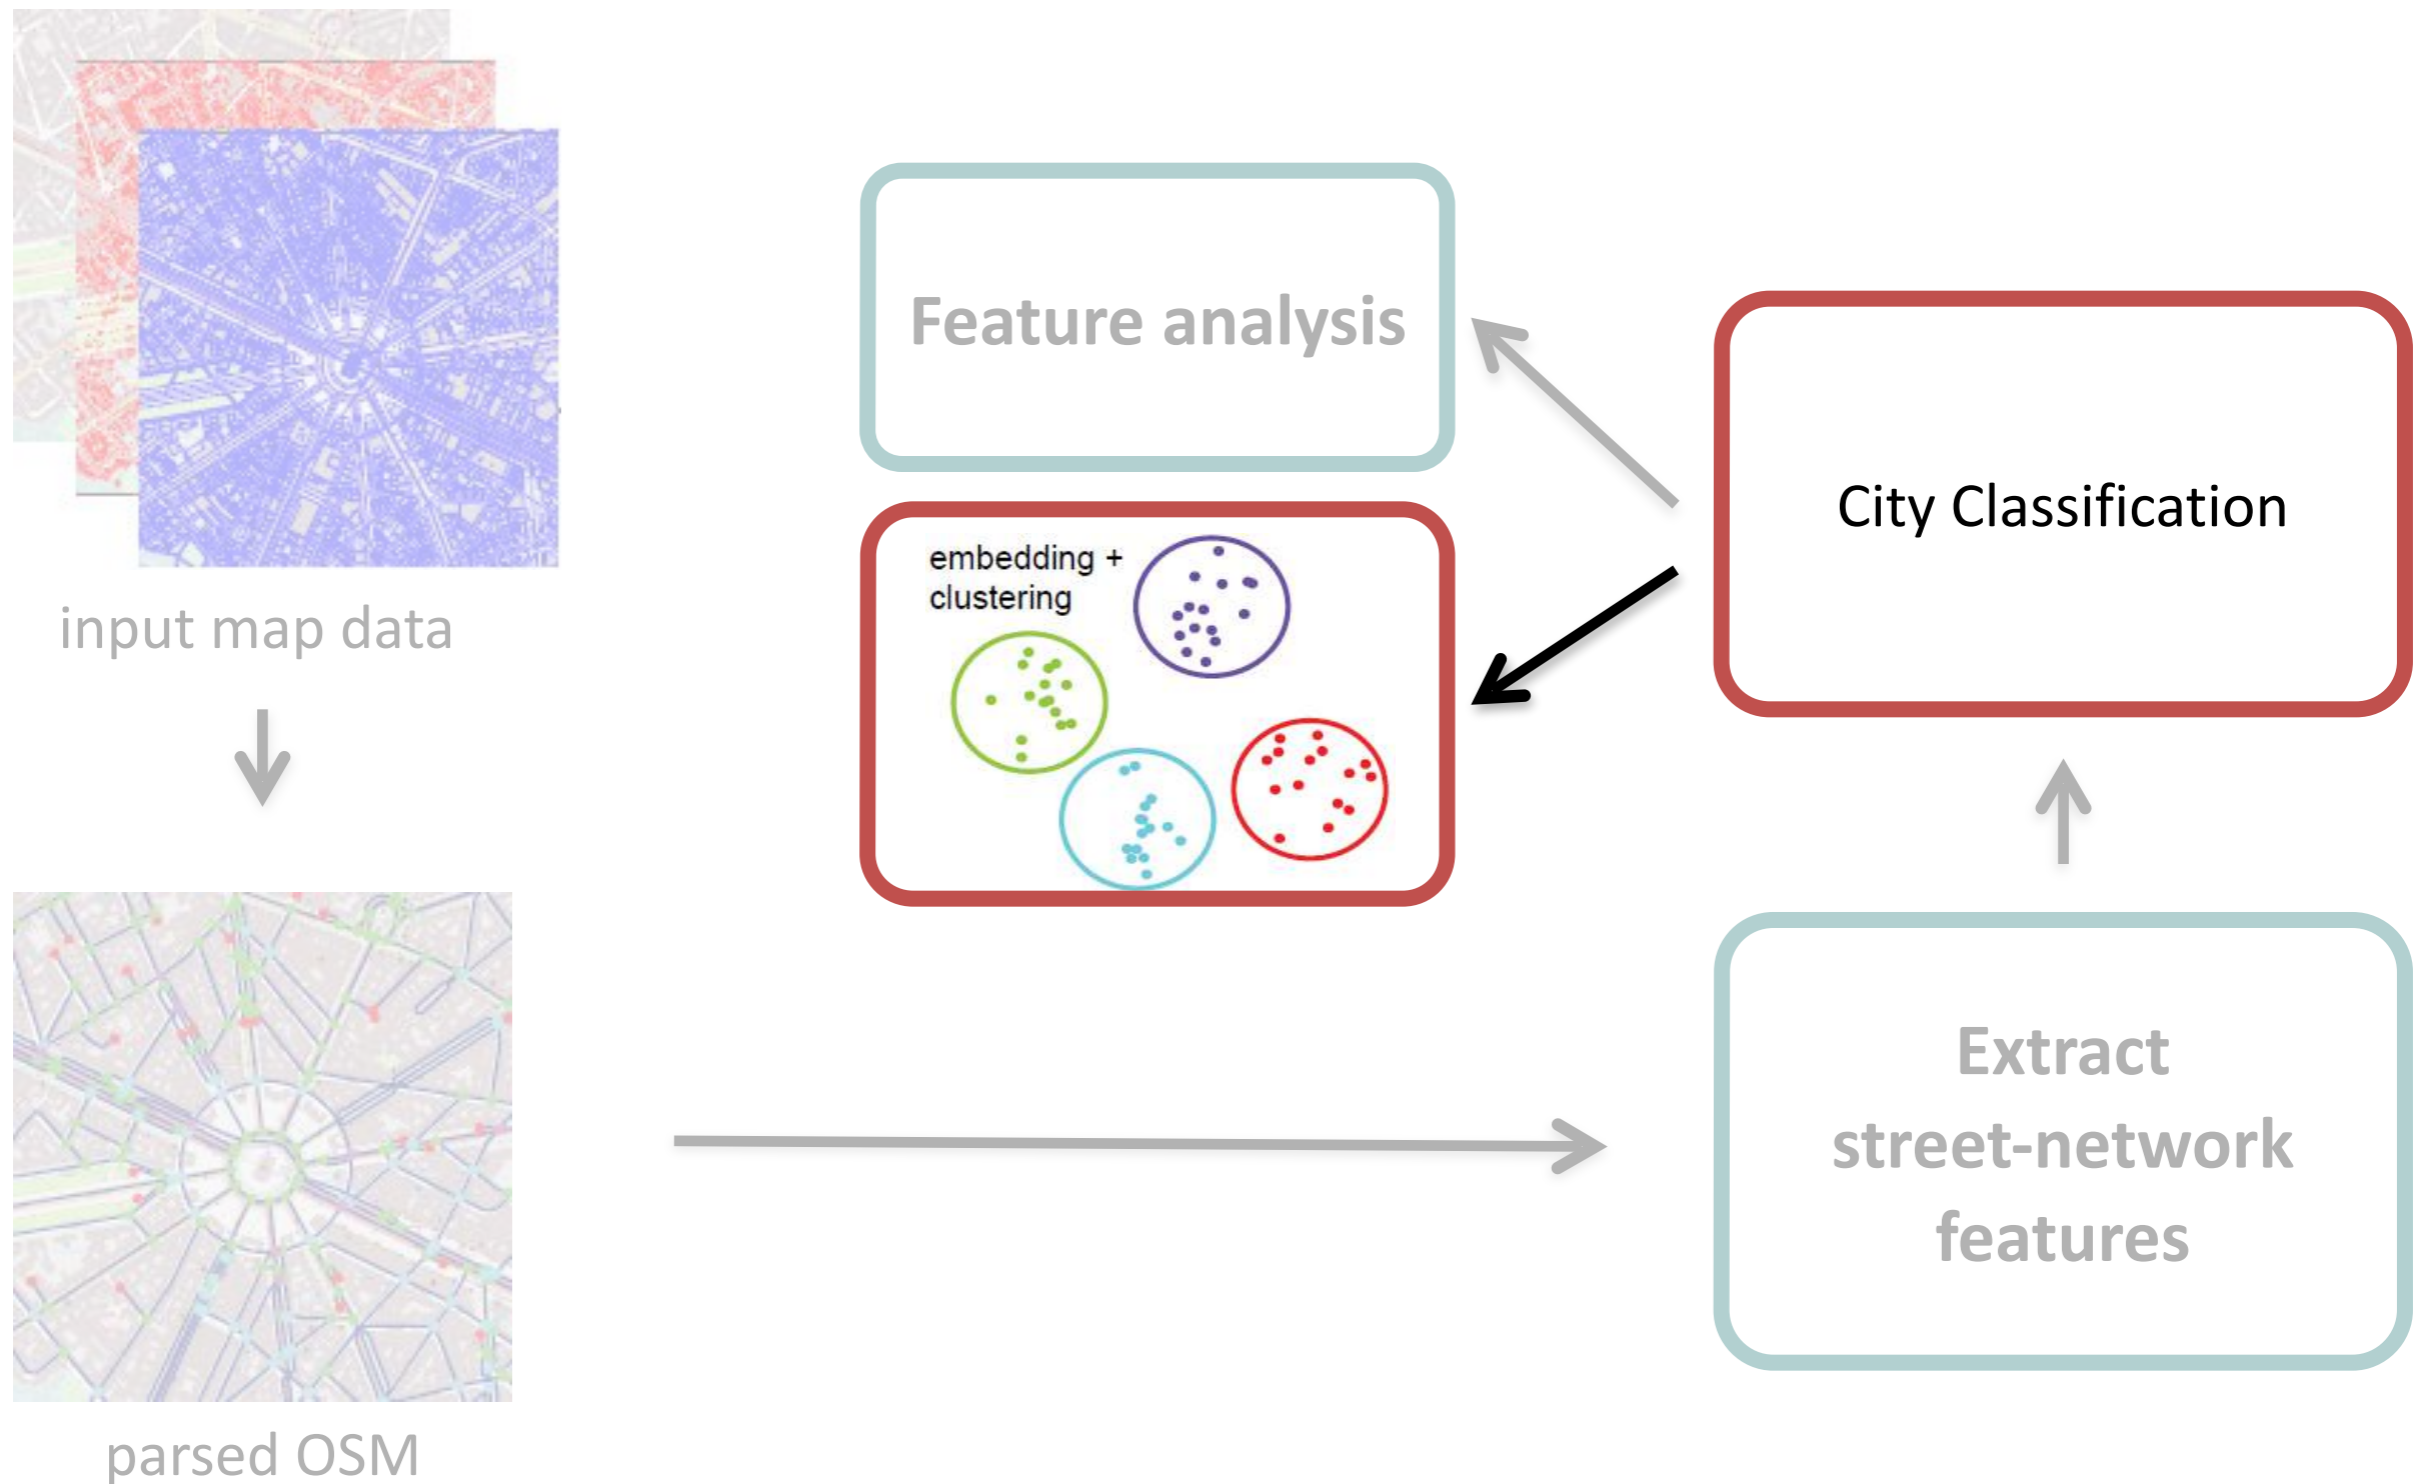 input map data
parsed OSM
Feature analysis
embedding +
clustering
City Classification
Extract
street-network
features